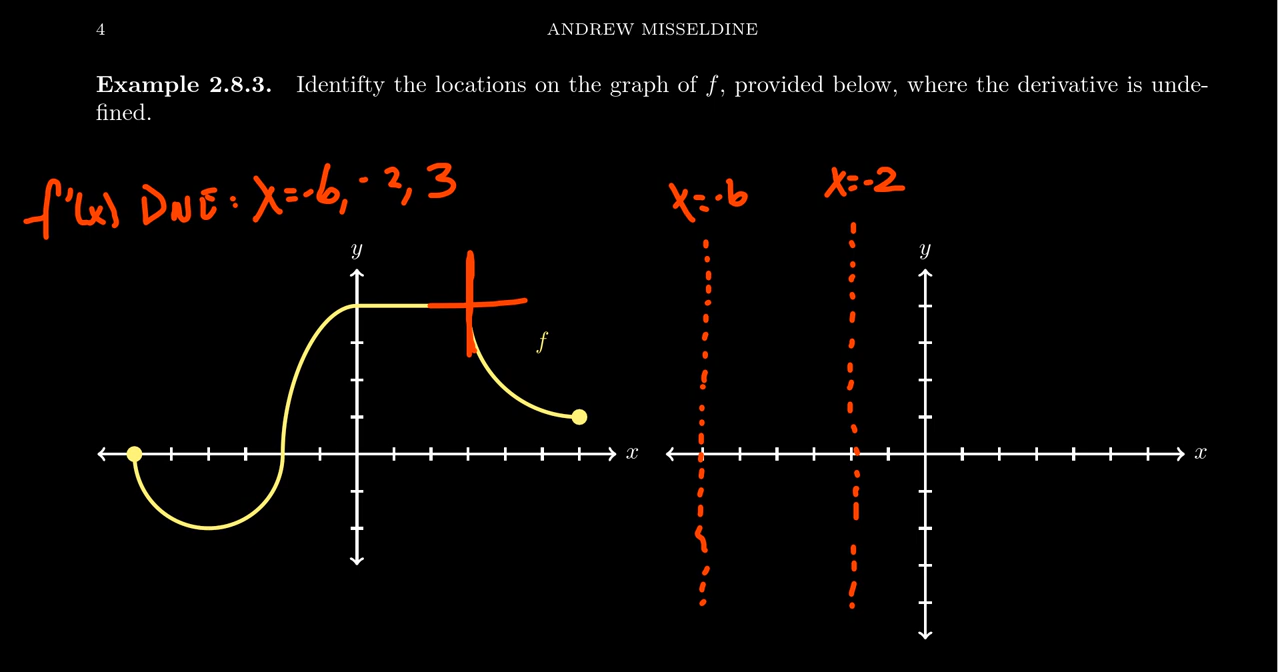 4 ANDREW MISSELDINE
Example 2.8.3. Identifty the locations on the graph of f, provided below, where the derivative is unde-
fined.
f'(x) DNE: X=-6, -2, 3
X=-6
X=-2
y
f
x
y
x